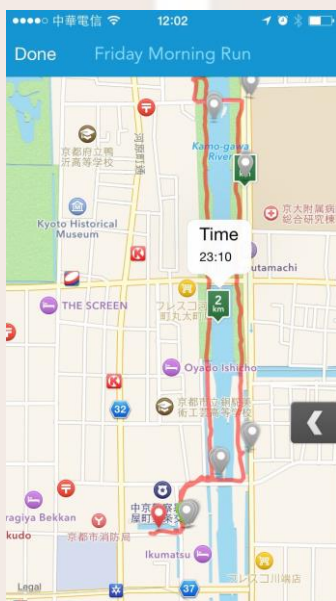 中華電信
12:02
Done
Friday Morning Run
京都府立鴨
沂高等学校
河原町通
Kamo-gawa
River
京大附属病
総合研究棟
Kyoto Historical
Museum
Time
23:10
utamachi
THE SCREEN
フレスコ河
町丸太町
2
km
Oyado Ishicho
32
京都市立銅駝美
術工芸高等学校
ragiya Bekkan
kudo
京都市消防局
Ikumatsu
Legal
37
フレスコ川端店